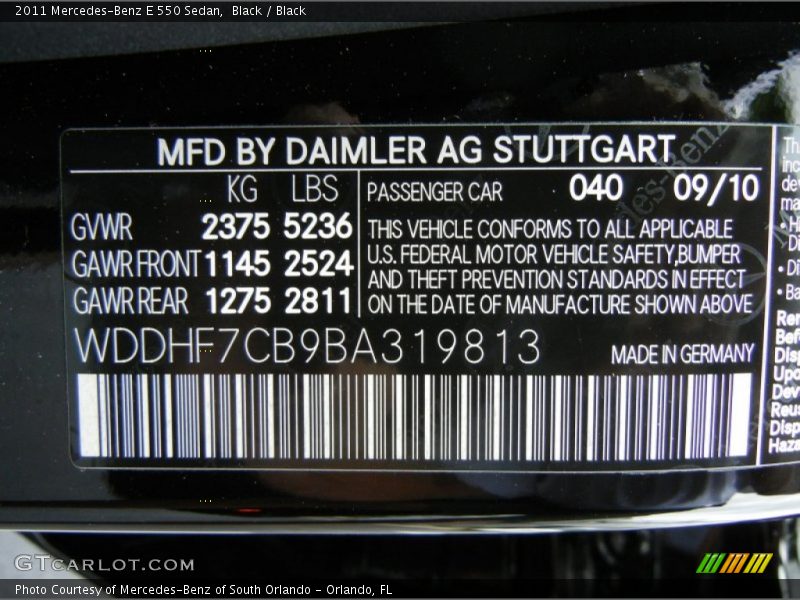 2011 Mercedes-Benz E 550 Sedan, Black / Black
MFD BY DAIMLER AG STUTTGART
KG LBS
GVWR 2375 5236
GAWR FRONT 1145 2524
GAWR REAR 1275 2811
PASSENGER CAR 040 09/10
THIS VEHICLE CONFORMS TO ALL APPLICABLE
U.S. FEDERAL MOTOR VEHICLE SAFETY,BUMPER
AND THEFT PREVENTION STANDARDS IN EFFECT
ON THE DATE OF MANUFACTURE SHOWN ABOVE
WDDHF7CB9BA319813
MADE IN GERMANY
GTCARLOT.COM
Photo Courtesy of Mercedes-Benz of South Orlando - Orlando, FL